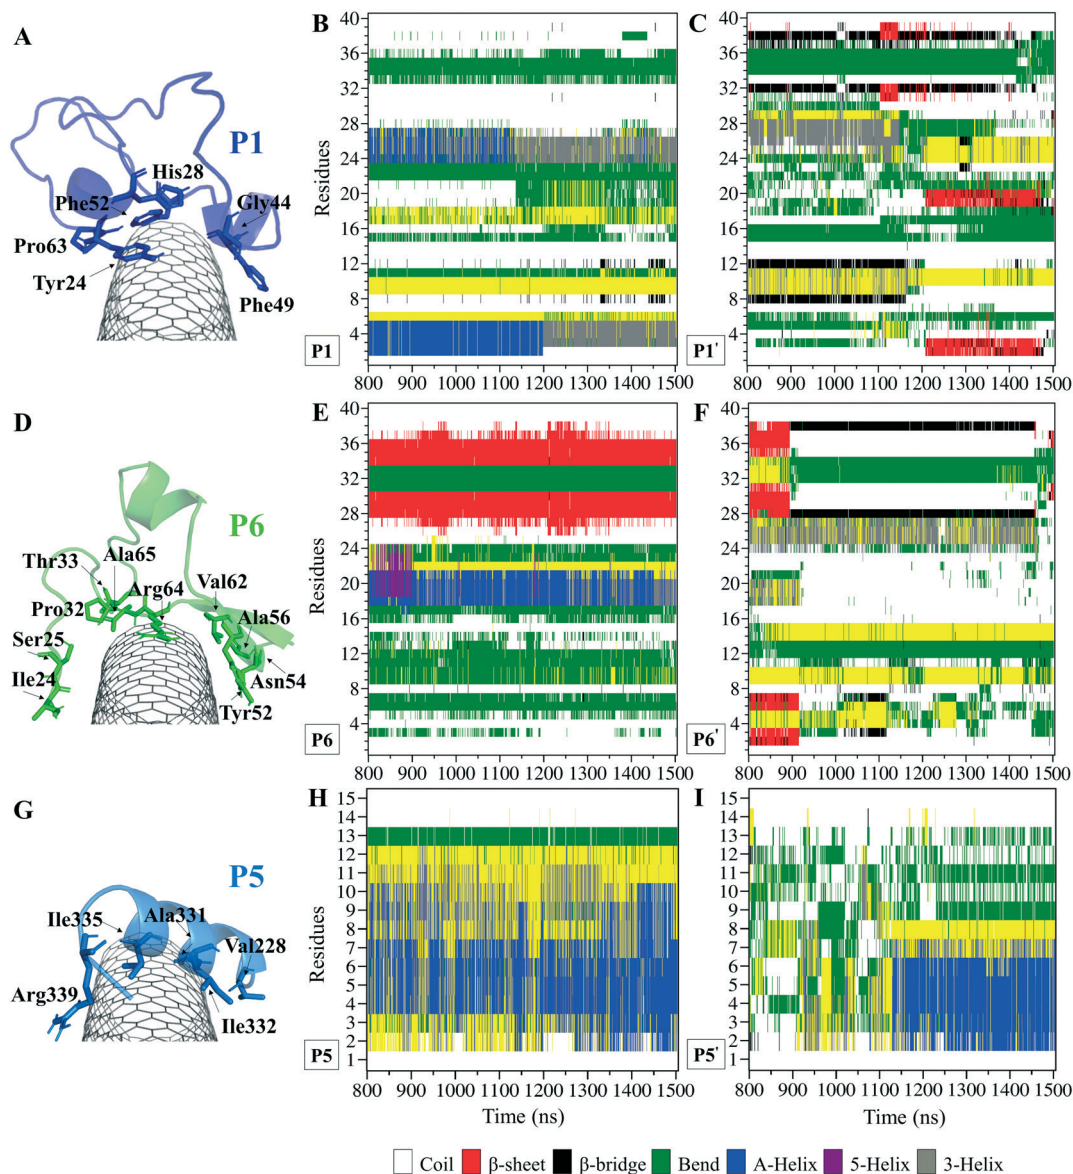 A
P1
His28
Phe52
Gly44
Pro63
Tyr24
Phe49
B
40
36
32
28
24
20
16
12
8
4
Residues
P1
800 900 1000 1100 1200 1300 1400 1500
C
40
36
32
28
24
20
16
12
8
4
P1'
800 900 1000 1100 1200 1300 1400 1500
D
P6
Thr33
Ala65
Arg64
Val62
Pro32
Ala56
Ser25
Asn54
Ile24
Tyr52
E
40
36
32
28
24
20
16
12
8
4
Residues
P6
800 900 1000 1100 1200 1300 1400 1500
F
40
36
32
28
24
20
16
12
8
4
P6'
800 900 1000 1100 1200 1300 1400 1500
G
P5
Ile335
Ala331
Val228
Arg339
Ile332
H
15
14
13
12
11
10
9
8
7
6
5
4
3
2
1
Residues
P5
800 900 1000 1100 1200 1300 1400 1500
Time (ns)
I
15
14
13
12
11
10
9
8
7
6
5
4
3
2
1
P5'
800 900 1000 1100 1200 1300 1400 1500
Time (ns)
Coil β-sheet β-bridge Bend A-Helix 5-Helix 3-Helix